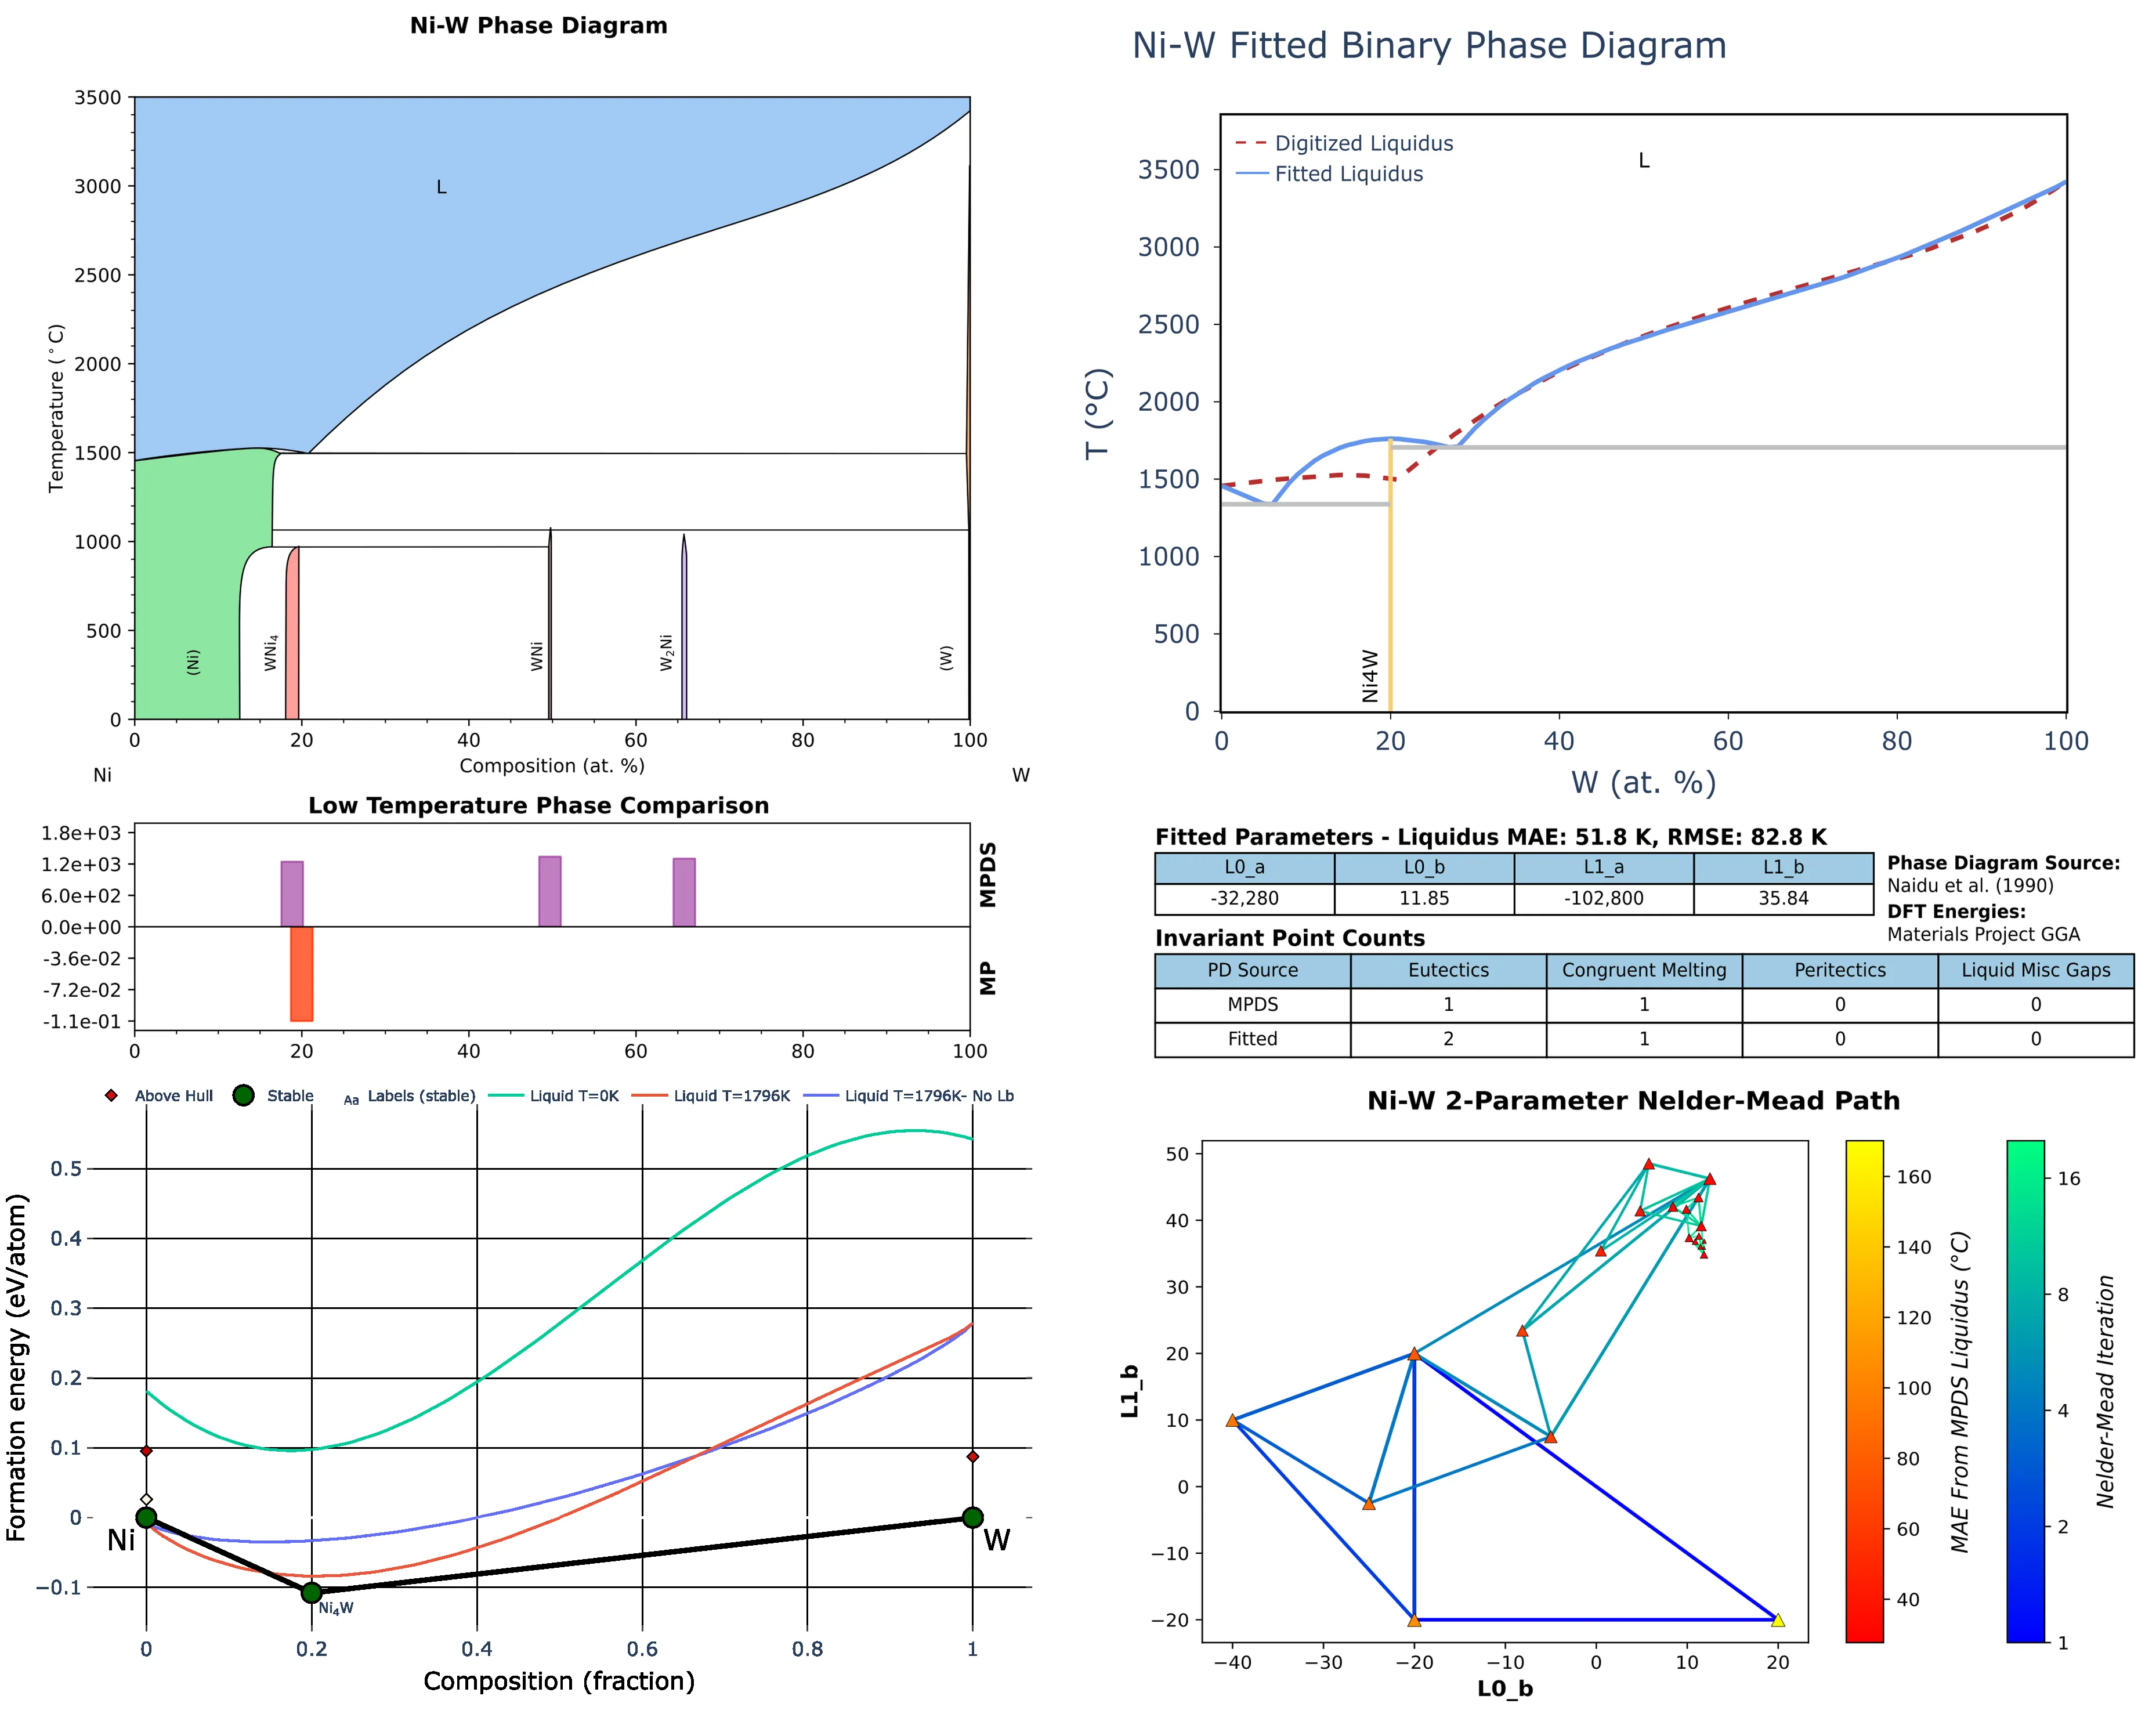 Ni-W Phase Diagram
3500
3000
2500
2000
1500
1000
500
0
Temperature (°C)
L
(Ni)
WNi4
WNi
W2Ni
(W)
0 20 40 60 80 100
Composition (at. %)
Ni W
Ni-W Fitted Binary Phase Diagram
Digitized Liquidus
Fitted Liquidus
L
3500
3000
2500
2000
1500
1000
500
0
T (°C)
Ni4W
0 20 40 60 80 100
W (at. %)
Low Temperature Phase Comparison
1.8e+03
1.2e+03
6.0e+02
0.0e+00
-3.6e-02
-7.2e-02
-1.1e-01
MPDS
MP
0 20 40 60 80 100
Fitted Parameters - Liquidus MAE: 51.8 K, RMSE: 82.8 K
L0_a L0_b L1_a L1_b
-32,280 11.85 -102,800 35.84
Phase Diagram Source:
Naidu et al. (1990)
DFT Energies:
Materials Project GGA
Invariant Point Counts
PD Source Eutectics Congruent Melting Peritectics Liquid Misc Gaps
MPDS 1 1 0 0
Fitted 2 1 0 0
Above Hull Stable Aa Labels (stable) Liquid T=0K Liquid T=1796K Liquid T=1796K- No Lb
0.5
0.4
0.3
0.2
0.1
0
−0.1
Formation energy (eV/atom)
Ni
W
Ni4W
0 0.2 0.4 0.6 0.8 1
Composition (fraction)
Ni-W 2-Parameter Nelder-Mead Path
50
40
30
20
10
0
−10
−20
L1_b
−40 −30 −20 −10 0 10 20
L0_b
160
140
120
100
80
60
40
MAE From MPDS Liquidus (°C)
16
8
4
2
1
Nelder-Mead Iteration